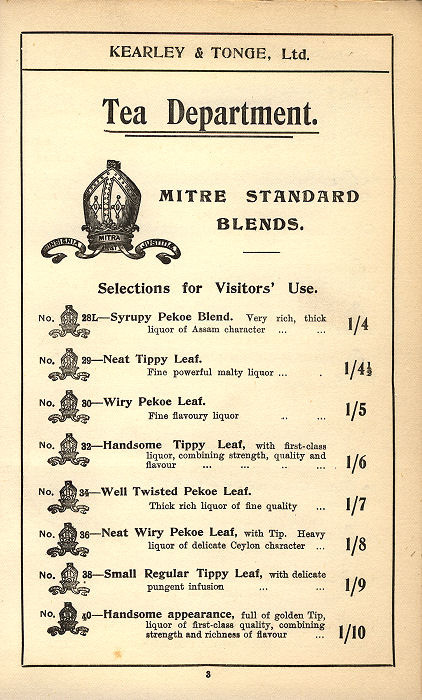 KEARLEY & TONGE, Ltd.
Tea Department.
MITRE STANDARD
BLENDS.
INSIGNIA MITRA JUSTITIA
Selections for Visitors' Use.
No. 28L—Syrupy Pekoe Blend. Very rich, thick
liquor of Assam character ... ... 1/4
No. 29—Neat Tippy Leaf.
Fine powerful malty liquor ... . 1/4½
No. 30—Wiry Pekoe Leaf.
Fine flavoury liquor .. ... 1/5
No. 32—Handsome Tippy Leaf, with first-class
liquor, combining strength, quality and
flavour ... ... .. ... 1/6
No. 34—Well Twisted Pekoe Leaf.
Thick rich liquor of fine quality ... 1/7
No. 36—Neat Wiry Pekoe Leaf, with Tip. Heavy
liquor of delicate Ceylon character ... 1/8
No. 38—Small Regular Tippy Leaf, with delicate
pungent infusion ... ... 1/9
No. 40—Handsome appearance, full of golden Tip,
liquor of first-class quality, combining
strength and richness of flavour ... 1/10
3